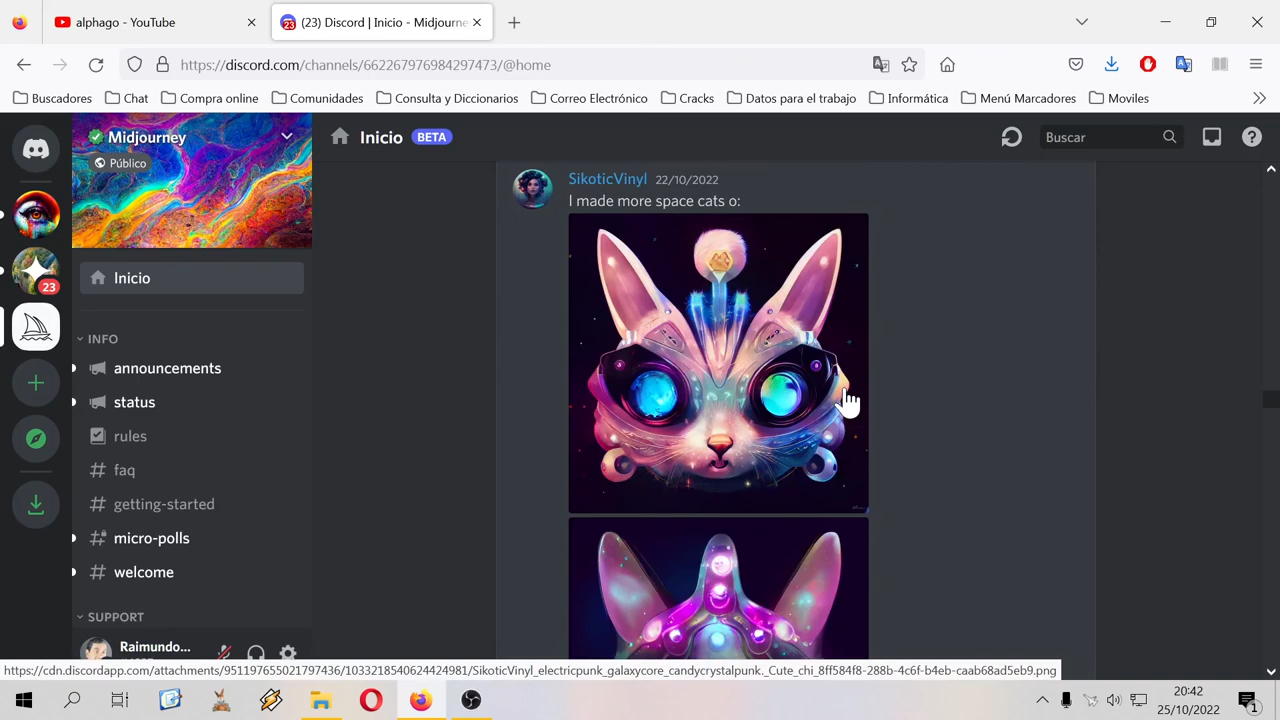 alphago - YouTube
(23) Discord | Inicio - Midjourne
https://discord.com/channels/662267976984297473/@home
Buscadores Chat Compra online Comunidades Consulta y Diccionarios Correo Electrónico Cracks Datos para el trabajo Informática Menú Marcadores Moviles
Midjourney
Público
Inicio BETA
Buscar
SikoticVinyl 22/10/2022
I made more space cats o:
23
Inicio
INFO
announcements
status
rules
faq
getting-started
micro-polls
welcome
SUPPORT
Raimundo...
https://cdn.discordapp.com/attachments/951197655021797436/1033218540624424981/SikoticVinyl_electricpunk_galaxycore_candycrystalpunk._Cute_chi_8ff584f8-288b-4c6f-b4eb-caab68ad5eb9.png
20:42
25/10/2022
1